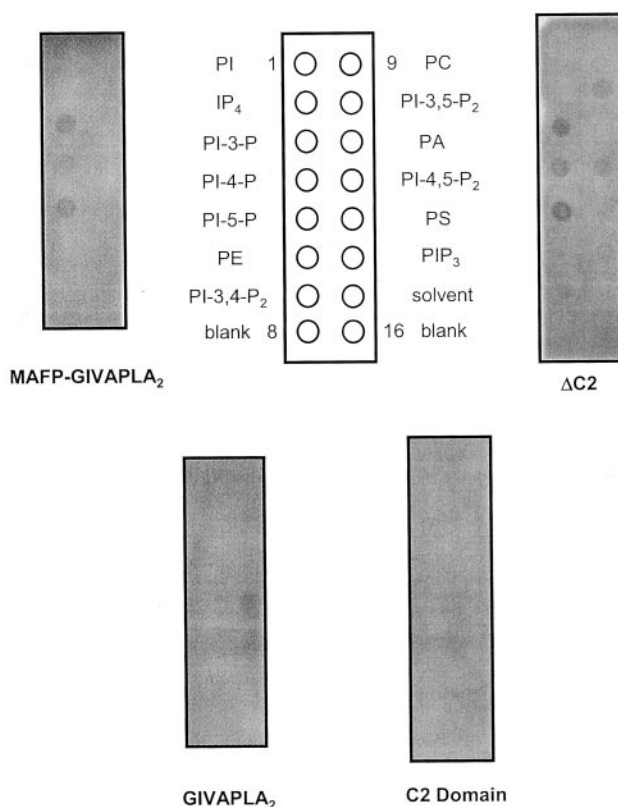 PI 1 9 PC
IP₄ PI-3,5-P₂
PI-3-P PA
PI-4-P PI-4,5-P₂
PI-5-P PS
PE PIP₃
PI-3,4-P₂ solvent
blank 8 16 blank
MAFP-GIVAPLA₂ ΔC2
GIVAPLA₂ C2 Domain